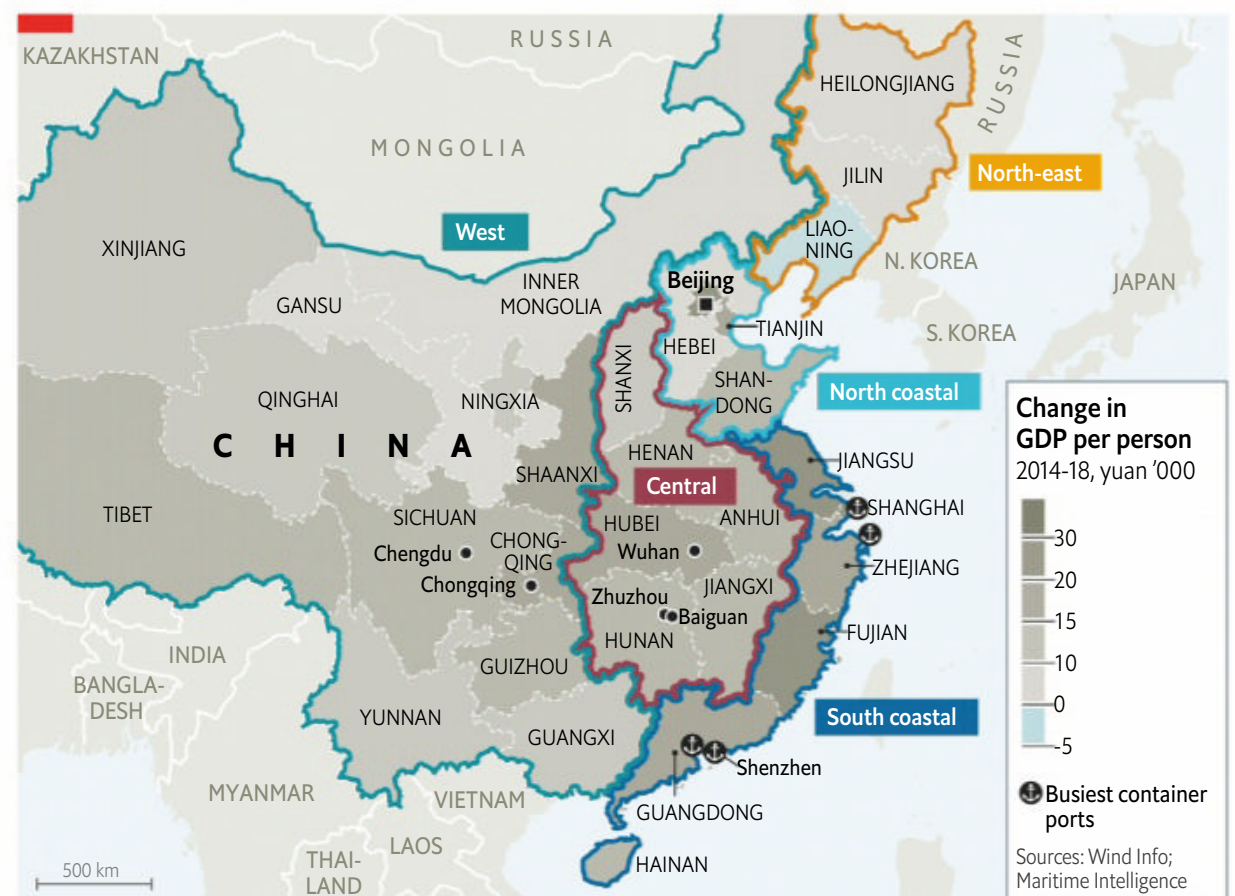 KAZAKHSTAN
RUSSIA
RUSSIA
MONGOLIA
HEILONGJIANG
JILIN
North-east
LIAO-
NING
N. KOREA
S. KOREA
JAPAN
West
XINJIANG
GANSU
INNER
MONGOLIA
Beijing
TIANJIN
HEBEI
SHANXI
SHAN-
DONG
North coastal
QINGHAI
NINGXIA
CHINA
SHAANXI
HENAN
Central
JIANGSU
SHANGHAI
TIBET
SICHUAN
Chengdu
CHONG-
QING
Chongqing
HUBEI
Wuhan
ANHUI
ZHEJIANG
Zhuzhou
Baiguan
JIANGXI
HUNAN
FUJIAN
GUIZHOU
YUNNAN
GUANGXI
South coastal
Shenzhen
GUANGDONG
HAINAN
INDIA
BANGLA-
DESH
MYANMAR
VIETNAM
LAOS
THAI-
LAND
500 km
Change in
GDP per person
2014-18, yuan '000
30
20
15
10
0
-5
Busiest container
ports
Sources: Wind Info;
Maritime Intelligence